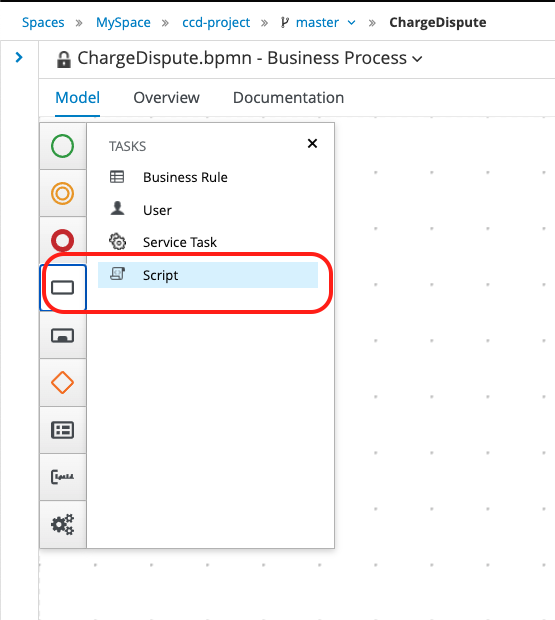 Spaces » MySpace » ccd-project » master » ChargeDispute
ChargeDispute.bpmn - Business Process
Model Overview Documentation
TASKS
Business Rule
User
Service Task
Script